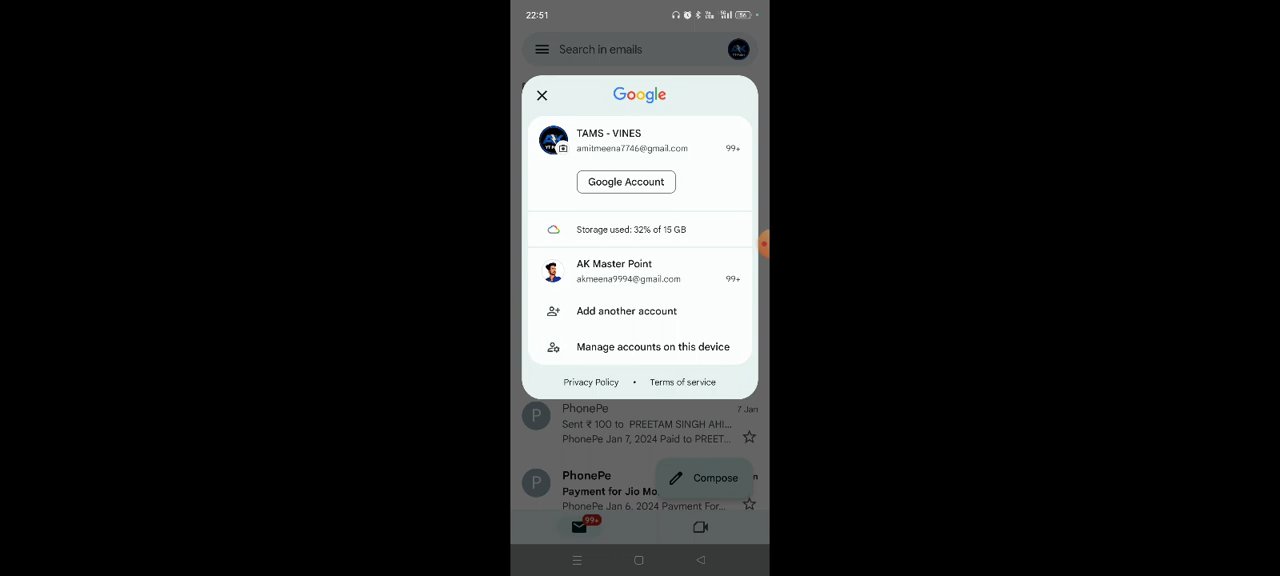 22:51
56
Search in emails
Google
TAMS - VINES
amitmeena7746@gmail.com
99+
Google Account
Storage used: 32% of 15 GB
AK Master Point
akmeena9994@gmail.com
99+
Add another account
Manage accounts on this device
Privacy Policy • Terms of service
P
PhonePe
7 Jan
Sent ₹ 100 to PREETAM SINGH AHI...
PhonePe Jan 7, 2024 Paid to PREET...
P
PhonePe
Payment for Jio Mo
PhonePe Jan 6, 2024 Payment For...
Compose
99+